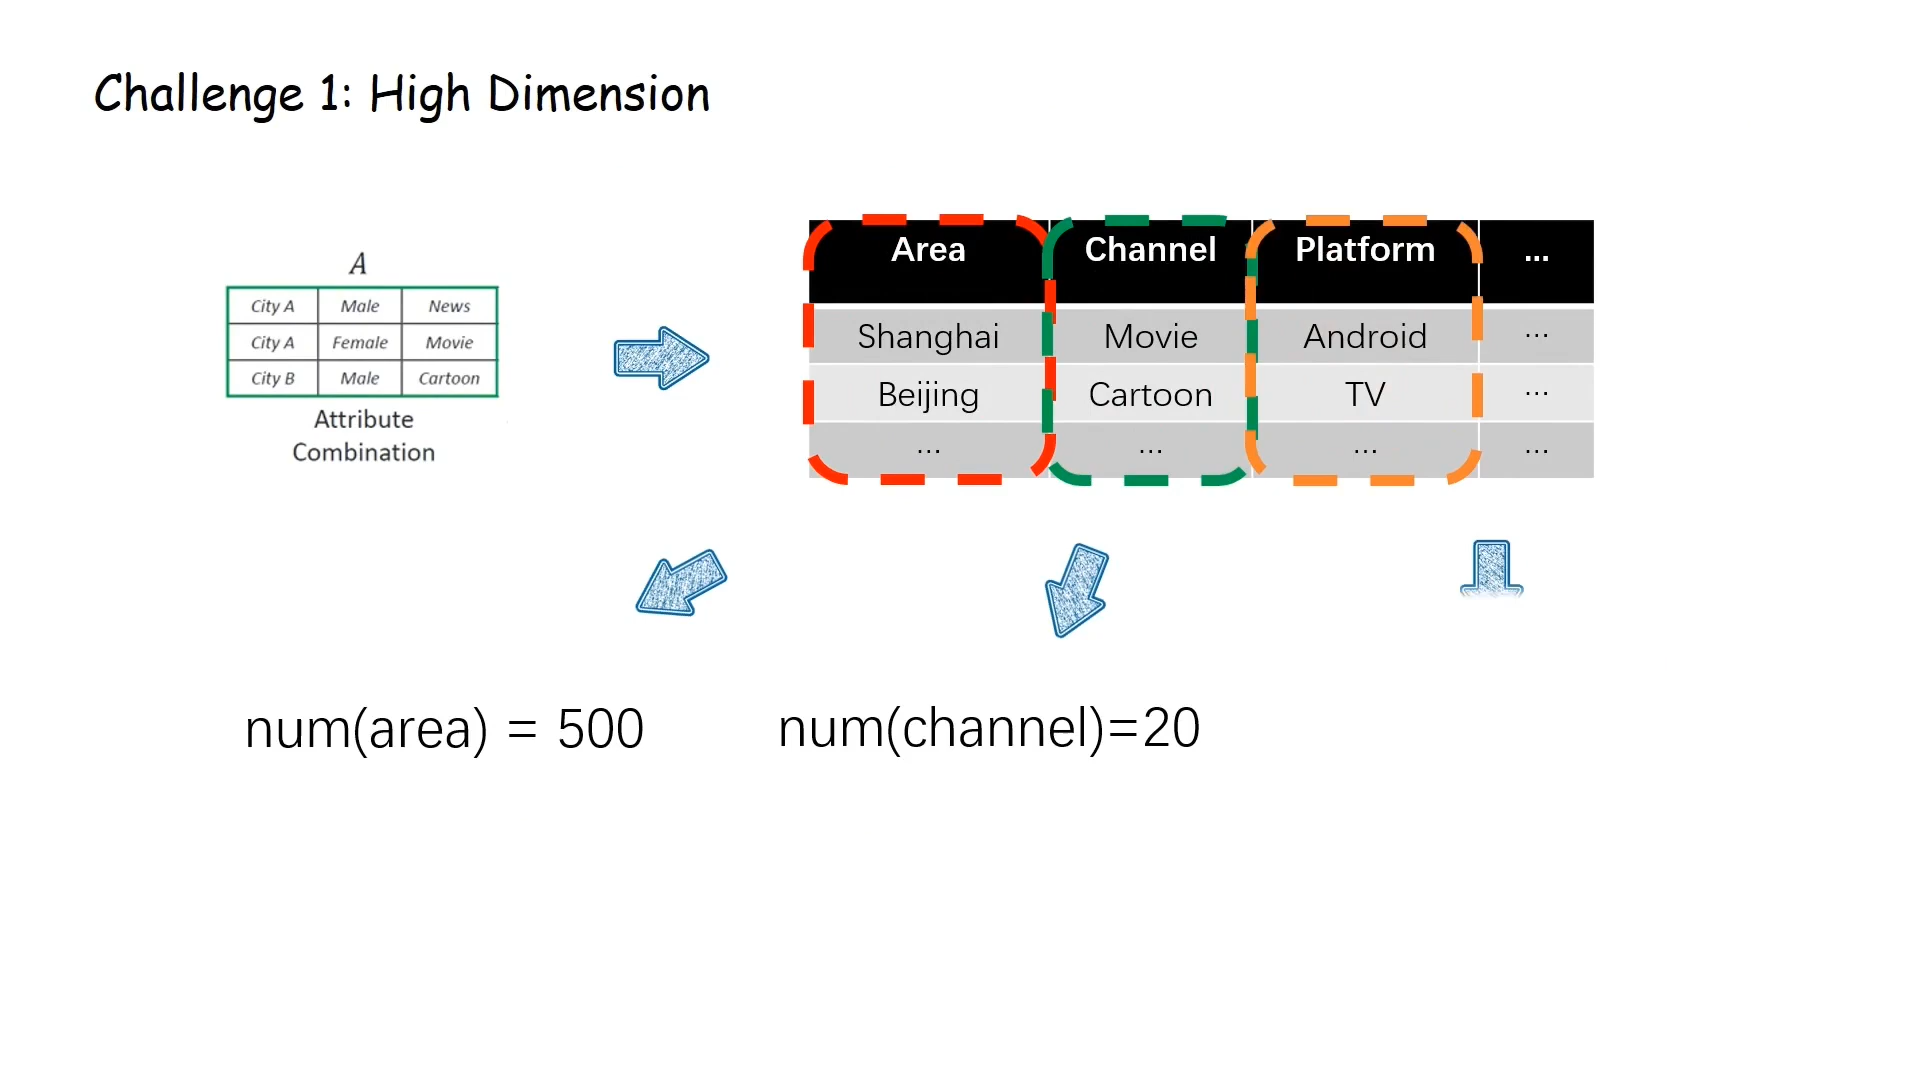 Challenge 1: High Dimension
A
City A Male News
City A Female Movie
City B Male Cartoon
Attribute
Combination
Area Channel Platform ...
Shanghai Movie Android ...
Beijing Cartoon TV ...
... ... ... ...
num(area) = 500
num(channel)=20